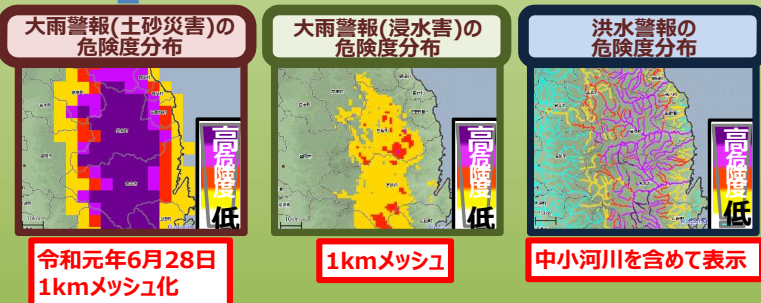 大雨警報(土砂災害)の
危険度分布
高
危険度
低
令和元年6月28日
1kmメッシュ化
大雨警報(浸水害)の
危険度分布
高
危険度
低
1kmメッシュ
洪水警報の
危険度分布
高
危険度
低
中小河川を含めて表示